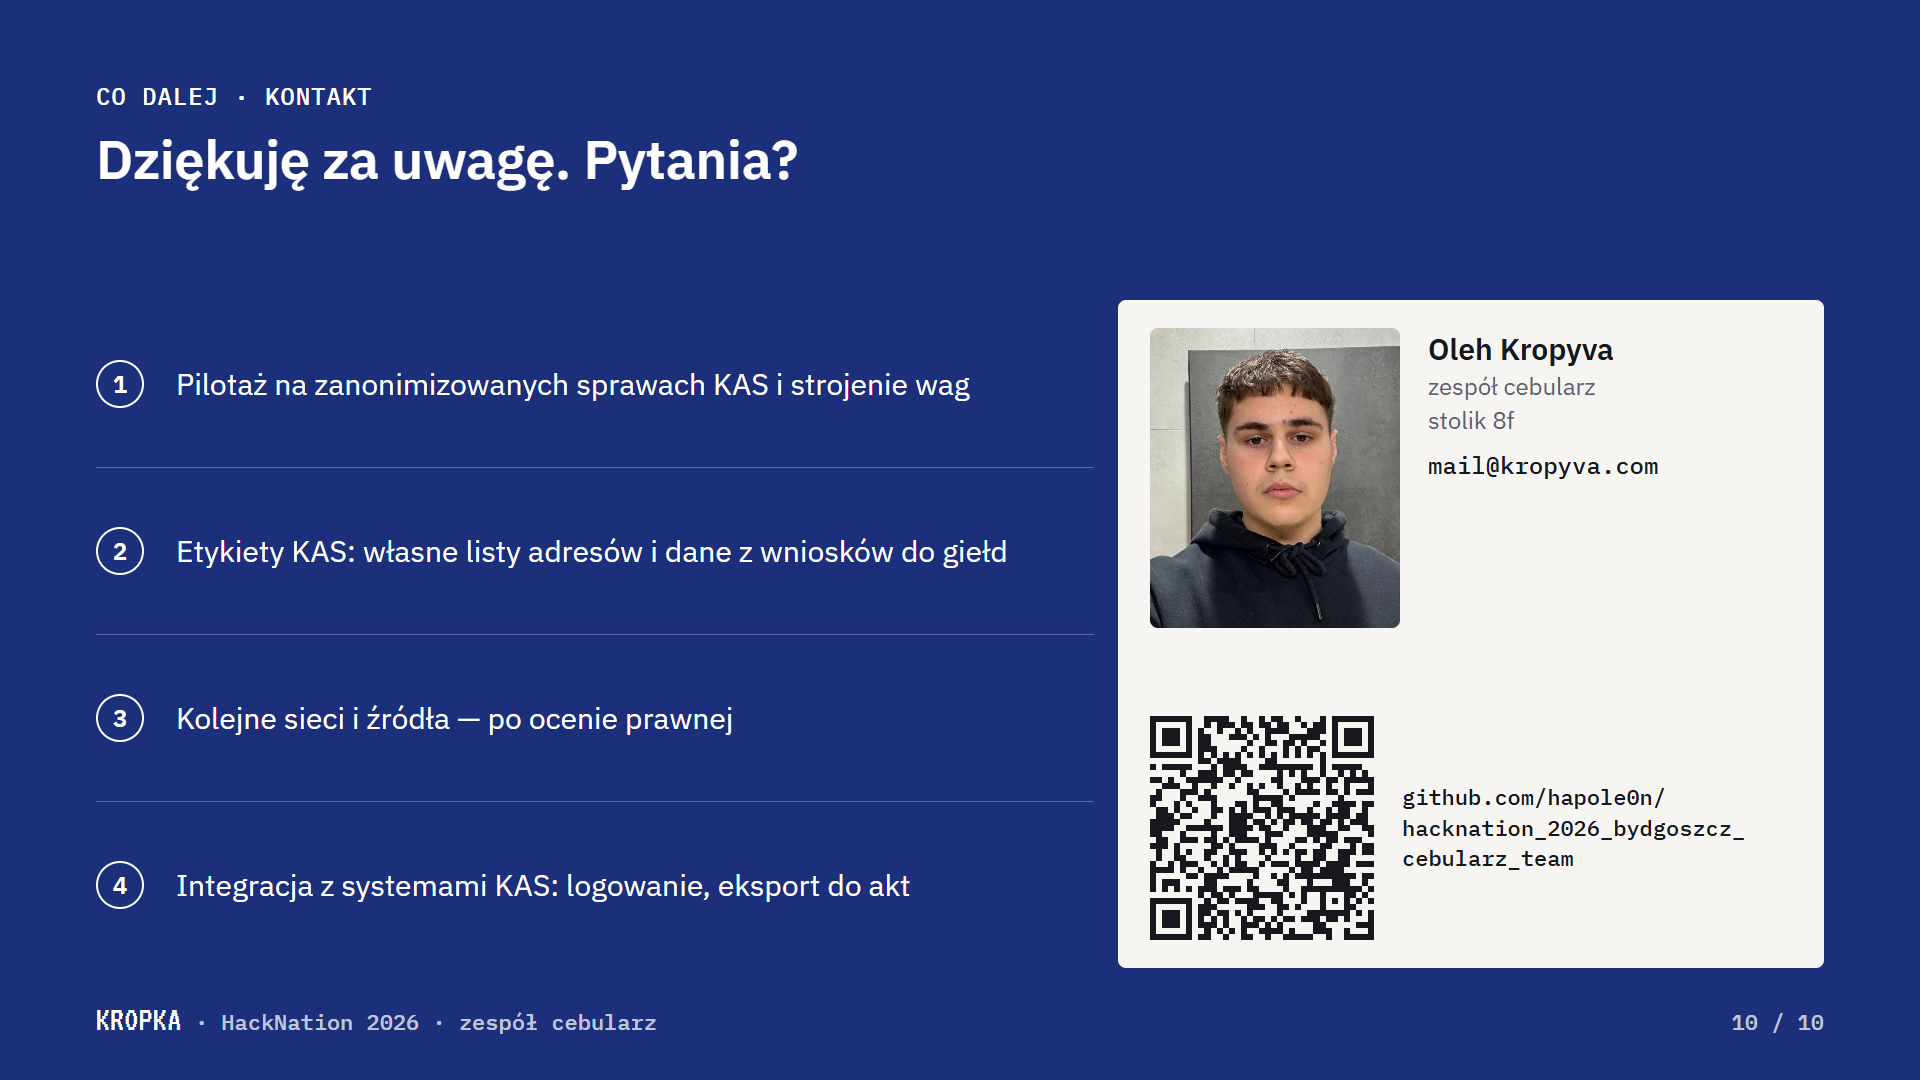 CO DALEJ · KONTAKT
Dziękuję za uwagę. Pytania?
1 Pilotaż na zanonimizowanych sprawach KAS i strojenie wag
2 Etykiety KAS: własne listy adresów i dane z wniosków do giełd
3 Kolejne sieci i źródła — po ocenie prawnej
4 Integracja z systemami KAS: logowanie, eksport do akt
Oleh Kropyva
zespół cebularz
stolik 8f
mail@kropyva.com
github.com/hapole0n/
hacknation_2026_bydgoszcz_
cebularz_team
KROPKA · HackNation 2026 · zespół cebularz
10 / 10